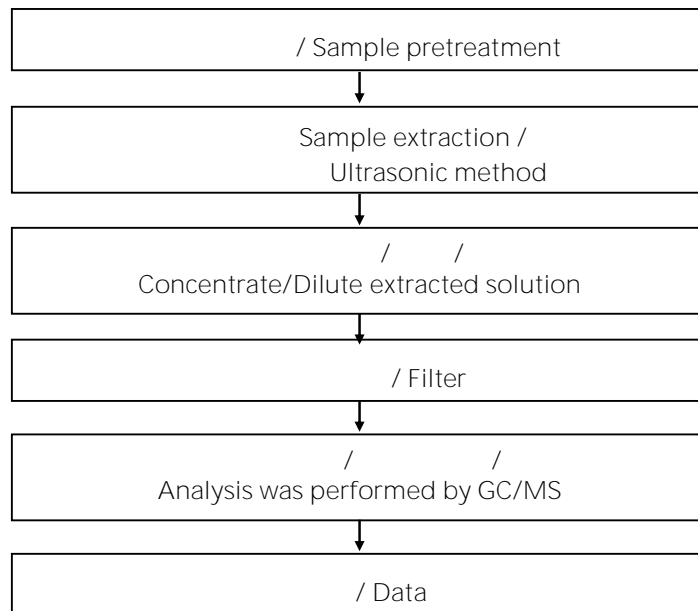 / Sample pretreatment
Sample extraction /
Ultrasonic method
/ /
Concentrate/Dilute extracted solution
/ Filter
/ /
Analysis was performed by GC/MS
/ Data